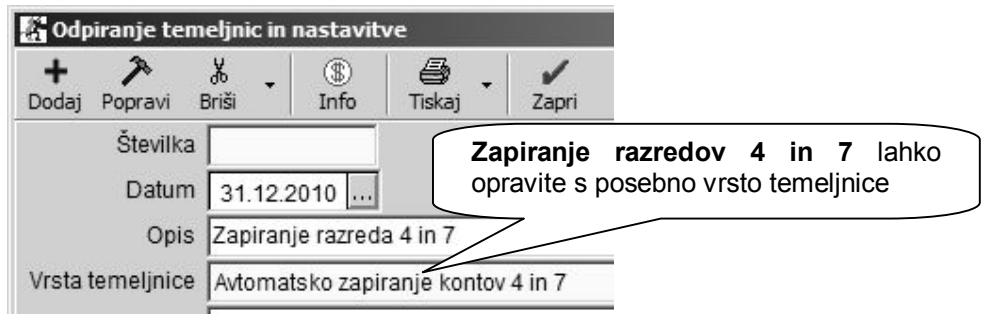 Odpiranje temeljnic in nastavitve
Dodaj Popravi Briši Info Tiskaj Zapri
Številka
Datum 31.12.2010 ...
Opis Zapiranje razreda 4 in 7
Vrsta temeljnice Avtomatsko zapiranje kontov 4 in 7
Zapiranje razredov 4 in 7 lahko
opravite s posebno vrsto temeljnice